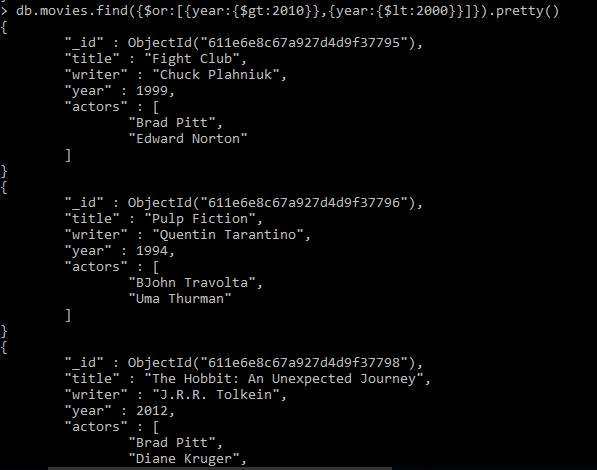 > db.movies.find({$or:[{year:{$gt:2010}},{year:{$lt:2000}}]}).pretty()
{
"_id" : ObjectId("611e6e8c67a927d4d9f37795"),
"title" : "Fight Club",
"writer" : "Chuck Plahniuk",
"year" : 1999,
"actors" : [
"Brad Pitt",
"Edward Norton"
]
}
{
"_id" : ObjectId("611e6e8c67a927d4d9f37796"),
"title" : "Pulp Fiction",
"writer" : "Quentin Tarantino",
"year" : 1994,
"actors" : [
"BJohn Travolta",
"Uma Thurman"
]
}
{
"_id" : ObjectId("611e6e8c67a927d4d9f37798"),
"title" : "The Hobbit: An Unexpected Journey",
"writer" : "J.R.R. Tolkein",
"year" : 2012,
"actors" : [
"Brad Pitt",
"Diane Kruger",